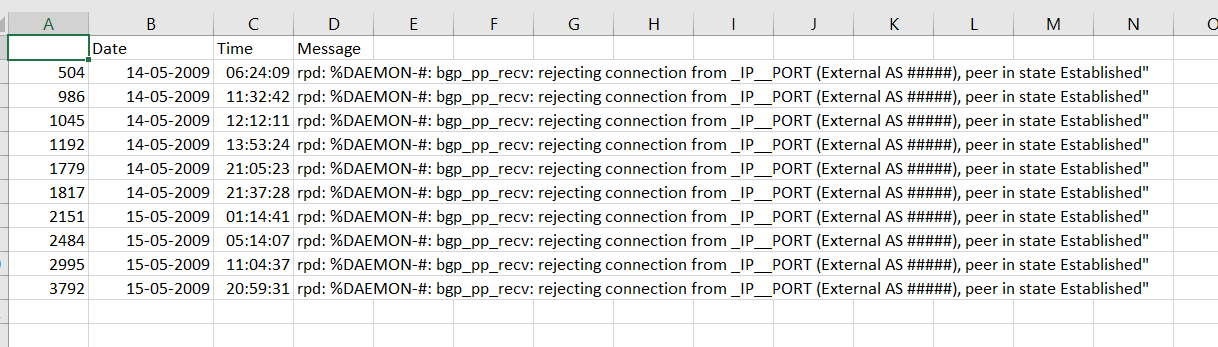 A B C D E F G H I J K L M N O
Date Time Message
504 14-05-2009 06:24:09 rpd: %DAEMON-#: bgp_pp_recv: rejecting connection from _IP__PORT (External AS #####), peer in state Established"
986 14-05-2009 11:32:42 rpd: %DAEMON-#: bgp_pp_recv: rejecting connection from _IP__PORT (External AS #####), peer in state Established"
1045 14-05-2009 12:12:11 rpd: %DAEMON-#: bgp_pp_recv: rejecting connection from _IP__PORT (External AS #####), peer in state Established"
1192 14-05-2009 13:53:24 rpd: %DAEMON-#: bgp_pp_recv: rejecting connection from _IP__PORT (External AS #####), peer in state Established"
1779 14-05-2009 21:05:23 rpd: %DAEMON-#: bgp_pp_recv: rejecting connection from _IP__PORT (External AS #####), peer in state Established"
1817 14-05-2009 21:37:28 rpd: %DAEMON-#: bgp_pp_recv: rejecting connection from _IP__PORT (External AS #####), peer in state Established"
2151 15-05-2009 01:14:41 rpd: %DAEMON-#: bgp_pp_recv: rejecting connection from _IP__PORT (External AS #####), peer in state Established"
2484 15-05-2009 05:14:07 rpd: %DAEMON-#: bgp_pp_recv: rejecting connection from _IP__PORT (External AS #####), peer in state Established"
2995 15-05-2009 11:04:37 rpd: %DAEMON-#: bgp_pp_recv: rejecting connection from _IP__PORT (External AS #####), peer in state Established"
3792 15-05-2009 20:59:31 rpd: %DAEMON-#: bgp_pp_recv: rejecting connection from _IP__PORT (External AS #####), peer in state Established"